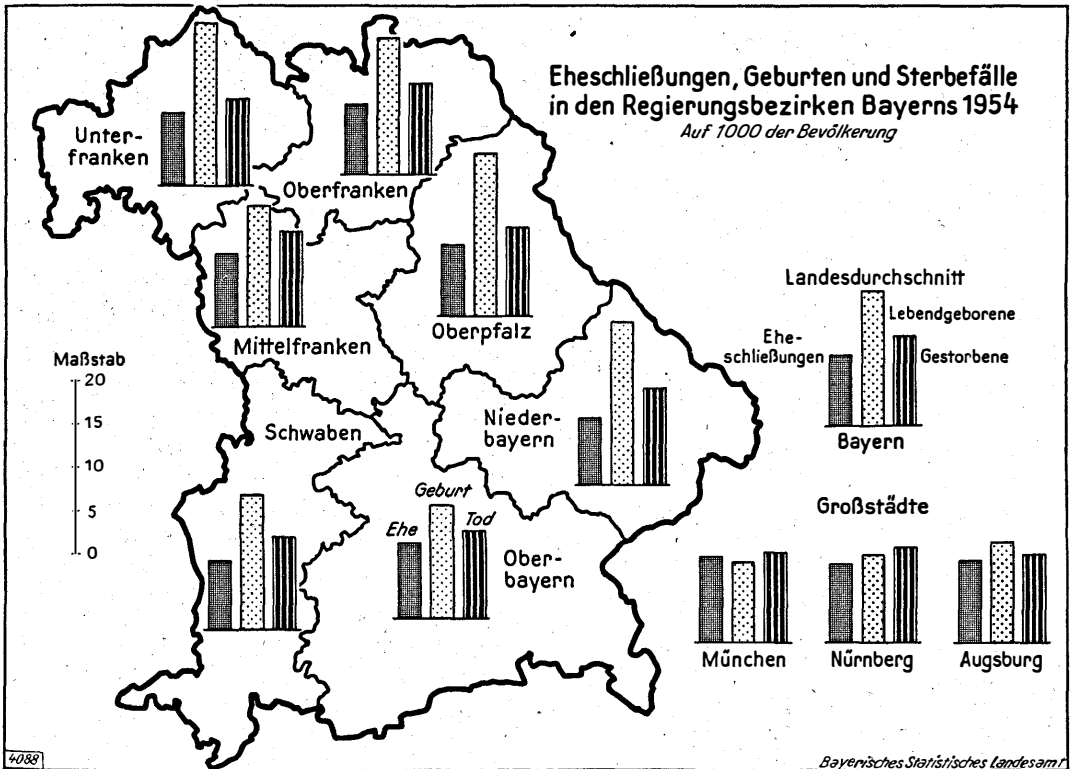 Eheschließungen, Geburten und Sterbefälle
in den Regierungsbezirken Bayerns 1954
Auf 1000 der Bevölkerung
Unter-
franken
Oberfranken
Mittelfranken
Oberpfalz
Landesdurchschnitt
Lebendgeborene
Ehe-
schließungen
Gestorbene
Bayern
Maßstab
20
15
10
5
0
Schwaben
Nieder-
bayern
Geburt
Ehe
Tod
Ober-
bayern
Großstädte
München
Nürnberg
Augsburg
4088
Bayerisches Statistisches Landesamt